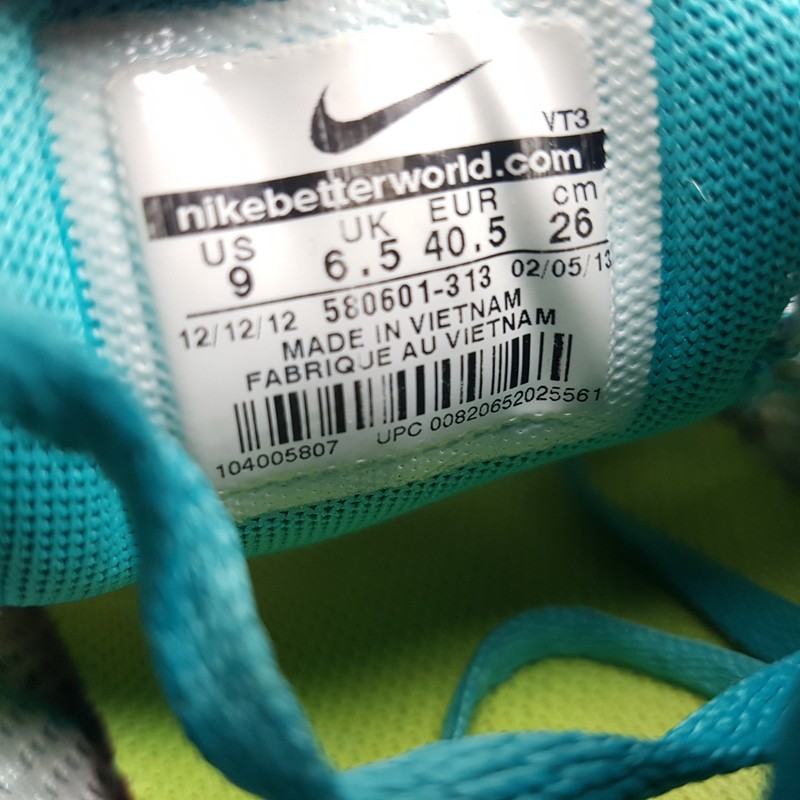 VT3
nikebetterworld.com
US UK EUR cm
9 6.5 40.5 26
12/12/12 580601-313 02/05/13
MADE IN VIETNAM
FABRIQUE AU VIETNAM
104005807 UPC 00820652025561